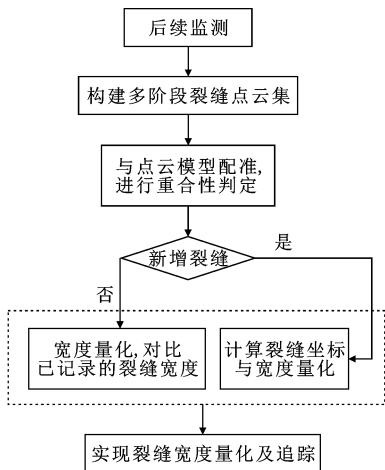 后续监测
构建多阶段裂缝点云集
与点云模型配准,
进行重合性判定
新增裂缝
是
否
宽度量化,对比
已记录的裂缝宽度
计算裂缝坐标
与宽度量化
实现裂缝宽度量化及追踪